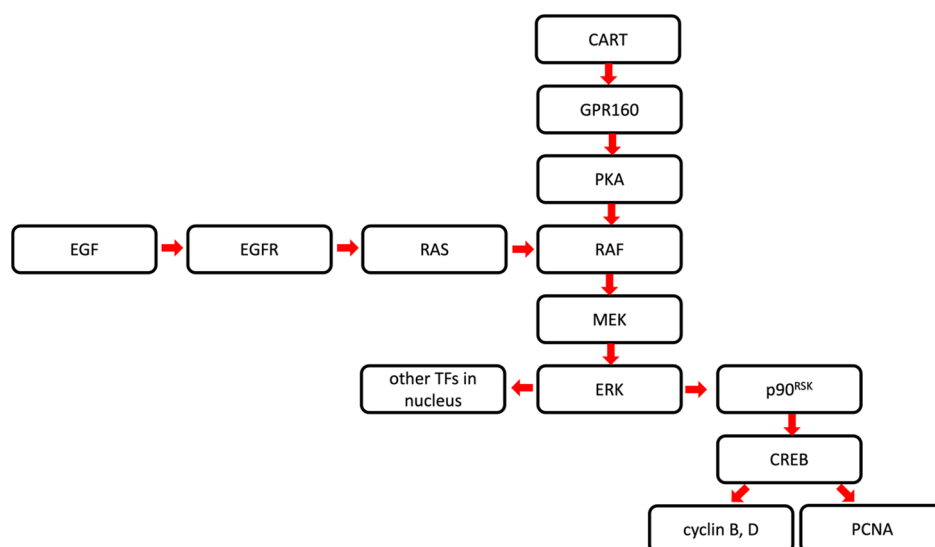 CART
GPR160
PKA
EGF
EGFR
RAS
RAF
MEK
other TFs in
nucleus
ERK
p90RSK
CREB
cyclin B, D
PCNA